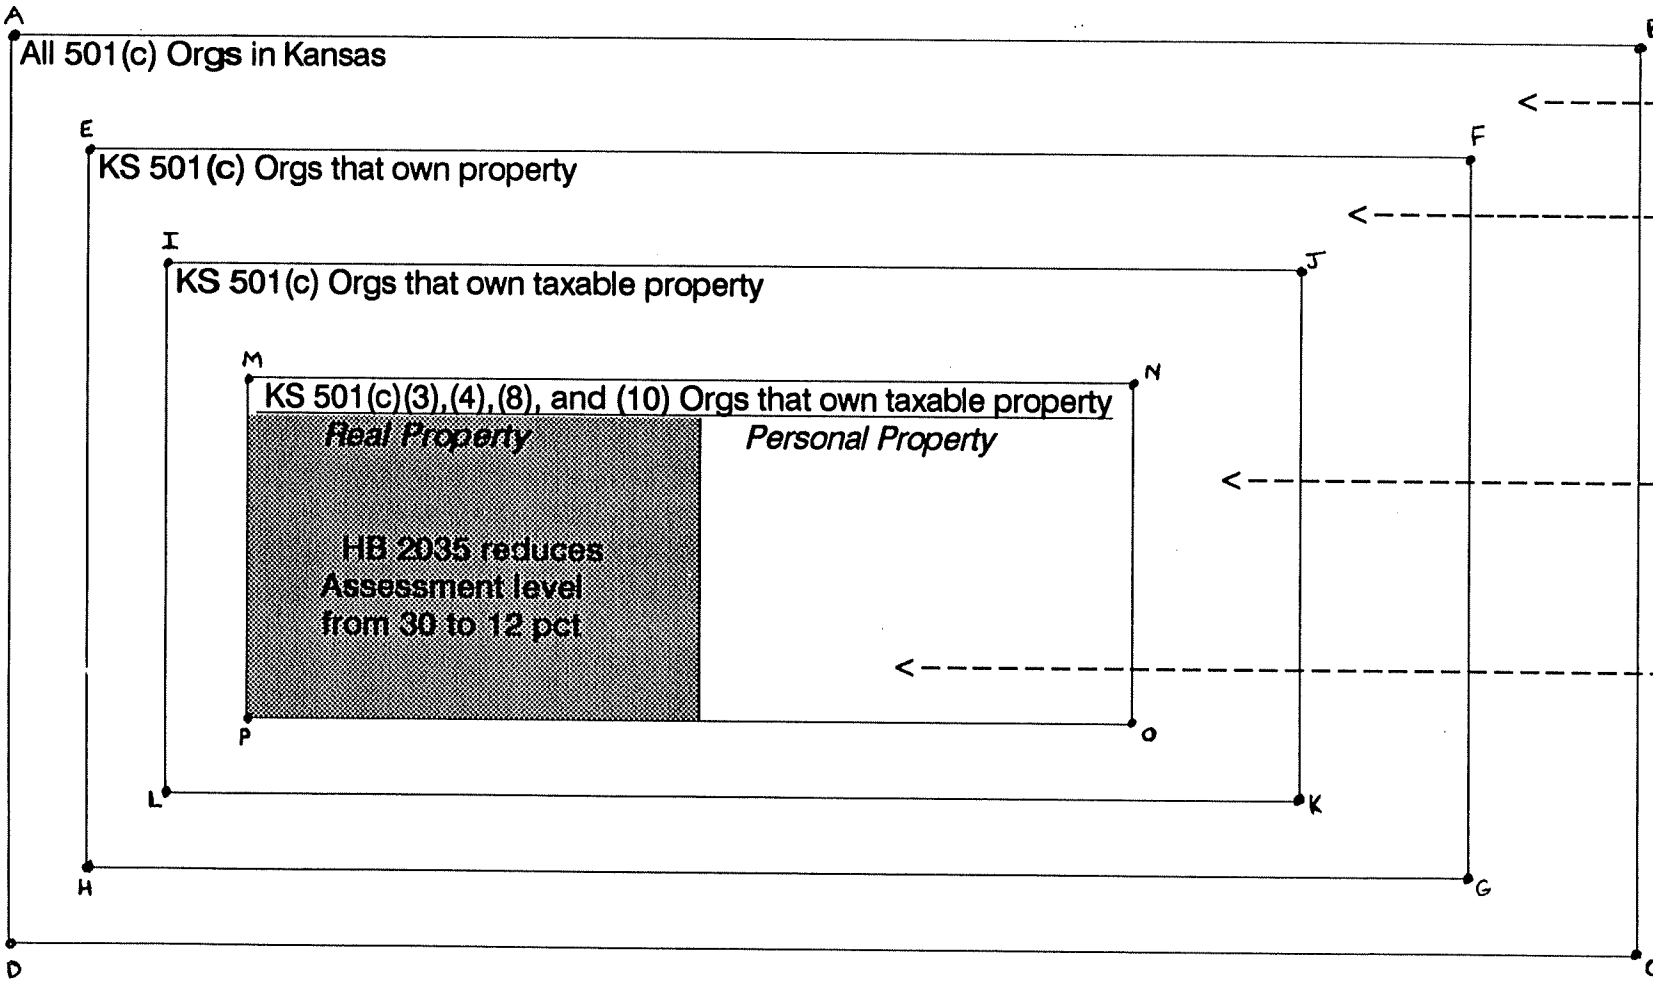 A
B
All 501(c) Orgs in Kansas
E
F
KS 501(c) Orgs that own property
I
J
KS 501(c) Orgs that own taxable property
M
N
KS 501(c)(3),(4),(8), and (10) Orgs that own taxable property
Real Property
Personal Property
HB 2035 reduces
Assessment level
from 30 to 12 pct
P
O
L
K
H
G
D
C